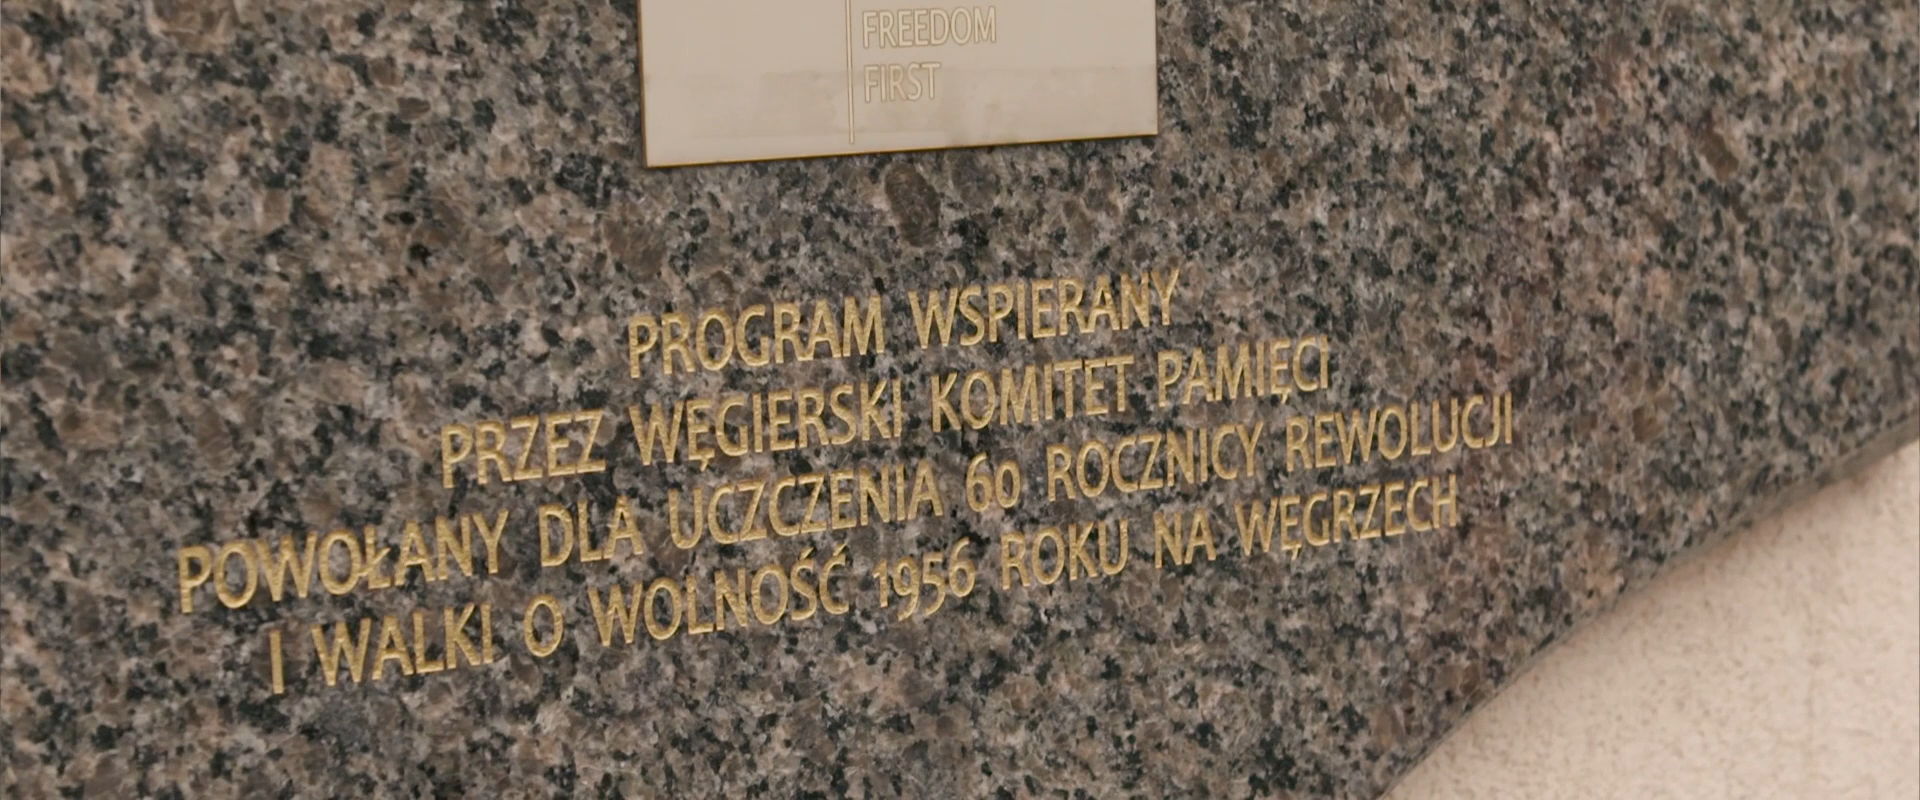 FREEDOM
FIRST
PROGRAM WSPIERANY
PRZEZ WĘGIERSKI KOMITET PAMIĘCI
POWOŁANY DLA UCZCZENIA 60 ROCZNICY REWOLUCJI
I WALKI O WOLNOŚĆ 1956 ROKU NA WĘGRZECH